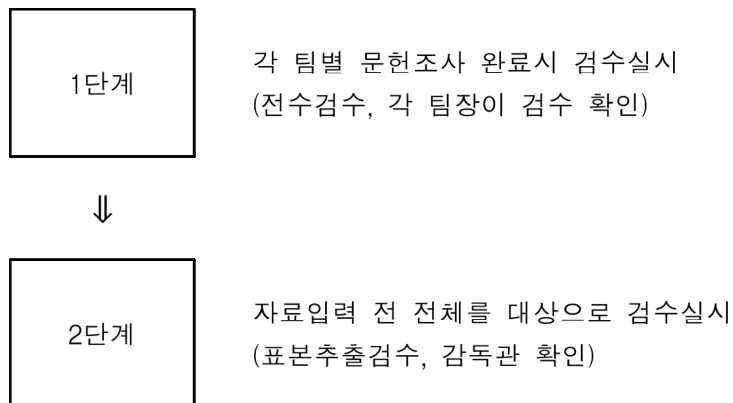 1단계
각 팀별 문헌조사 완료시 검수실시
(전수검수, 각 팀장이 검수 확인)
⇓
2단계
자료입력 전 전체를 대상으로 검수실시
(표본추출검수, 감독관 확인)